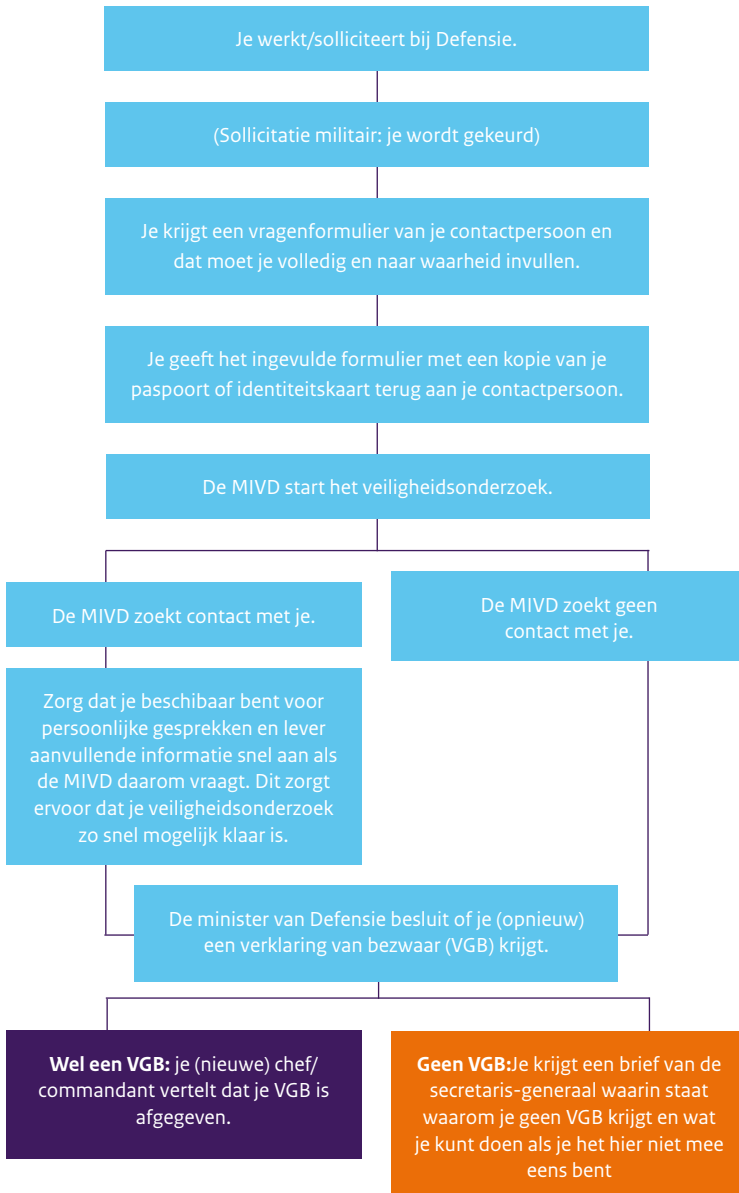 Je werkt/solliciteert bij Defensie.
(Sollicitatie militair: je wordt gekeurd)
Je krijgt een vragenformulier van je contactpersoon en
dat moet je volledig en naar waarheid invullen.
Je geeft het ingevulde formulier met een kopie van je
paspoort of identiteitskaart terug aan je contactpersoon.
De MIVD start het veiligheidsonderzoek.
De MIVD zoekt contact met je.
De MIVD zoekt geen
contact met je.
Zorg dat je beschibaar bent voor
persoonlijke gesprekken en lever
aanvullende informatie snel aan als
de MIVD daarom vraagt. Dit zorgt
ervoor dat je veiligheidsonderzoek
zo snel mogelijk klaar is.
De minister van Defensie besluit of je (opnieuw)
een verklaring van bezwaar (VGB) krijgt.
Wel een VGB: je (nieuwe) chef/
commandant vertelt dat je VGB is
afgegeven.
Geen VGB:Je krijgt een brief van de
secretaris-generaal waarin staat
waarom je geen VGB krijgt en wat
je kunt doen als je het hier niet mee
eens bent